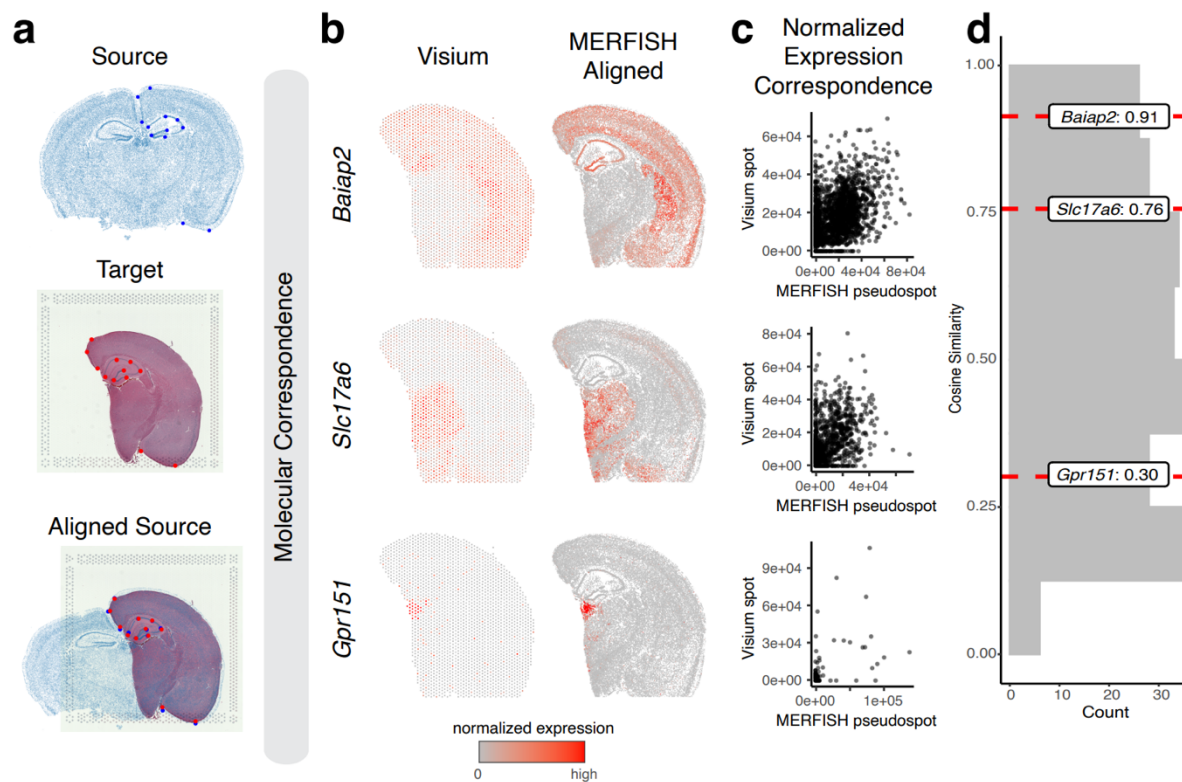 a
Source
Target
Aligned Source
Molecular Correspondence
b
Visium
MERFISH
Aligned
Baiap2
Slc17a6
Gpr151
normalized expression
0
high
c
Normalized
Expression
Correspondence
Visium spot
6e+04
4e+04
2e+04
0e+00
0e+00 4e+04 8e+04
MERFISH pseudospot
Visium spot
8e+04
6e+04
4e+04
2e+04
0e+00
0e+00 4e+04
MERFISH pseudospot
Visium spot
9e+04
6e+04
3e+04
0e+00
0e+00 1e+05
MERFISH pseudospot
d
Cosine Similarity
1.00
Baiap2: 0.91
Slc17a6: 0.76
0.75
0.50
Gpr151: 0.30
0.25
0.00
0 10 20 30
Count